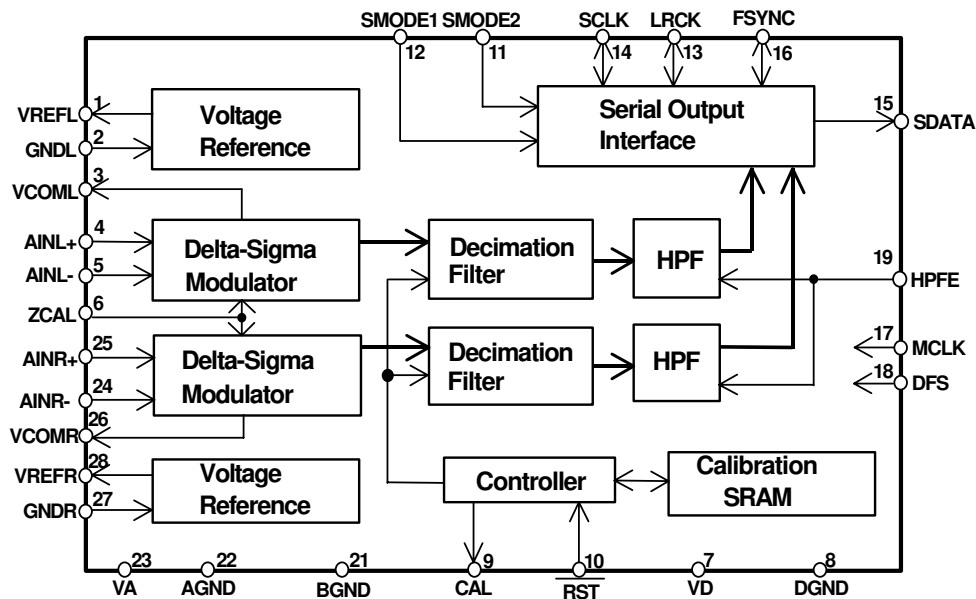 SMODE1 SMODE2 SCLK LRCK FSYNC
12 11 14 13 16
VREFL 1
Voltage
Reference
GNDL 2
VCOML 3
Serial Output
Interface
15 SDATA
AINL+ 4
AINL- 5
Delta-Sigma
Modulator
Decimation
Filter
HPF
19 HPFE
ZCAL 6
AINR+ 25
AINR- 24
Delta-Sigma
Modulator
Decimation
Filter
HPF
17 MCLK
18 DFS
VCOMR 26
VREFR 28
Voltage
Reference
GNDR 27
Controller
Calibration
SRAM
23 22 21 9 10 7 8
VA AGND BGND CAL RST VD DGND